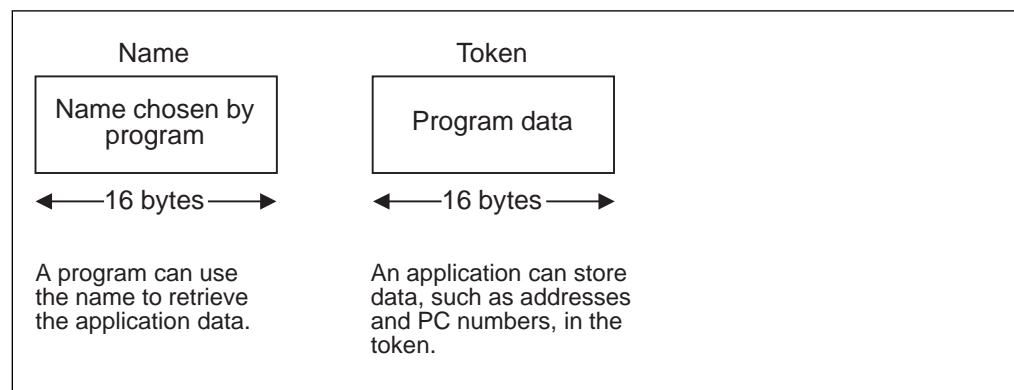 Name
Name chosen by
program
16 bytes
A program can use
the name to retrieve
the application data.
Token
Program data
16 bytes
An application can store
data, such as addresses
and PC numbers, in the
token.